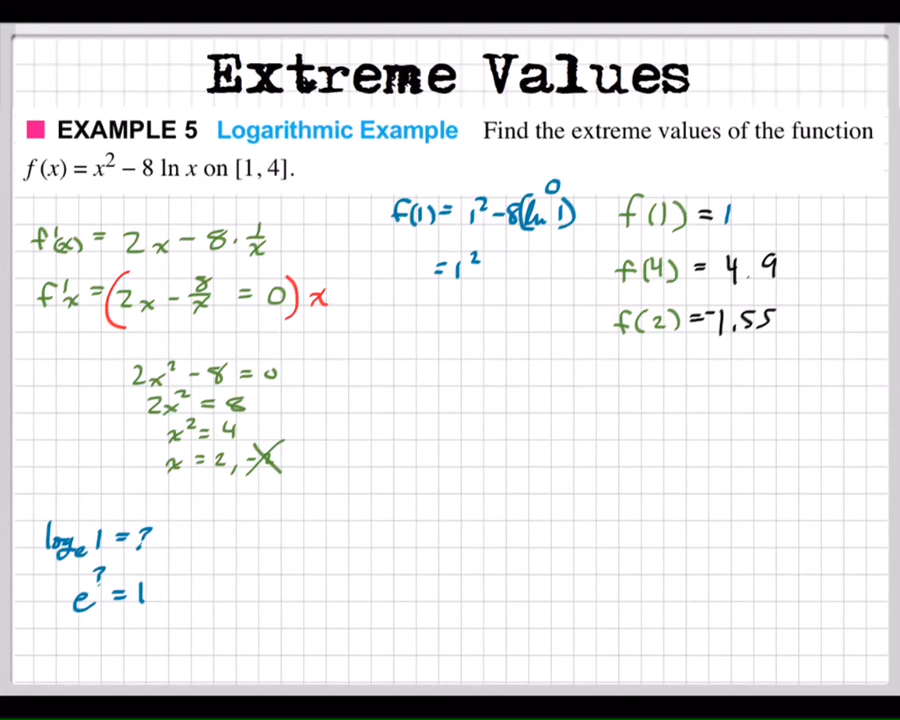 Extreme Values
EXAMPLE 5 Logarithmic Example Find the extreme values of the function
f(x) = x² − 8 ln x on [1, 4].
f'(x) = 2x − 8 · 1/x
f'x = (2x − 8/x = 0) x
2x² − 8 = 0
2x² = 8
x² = 4
x = 2, -2
logₑ 1 = ?
e^? = 1
f(1) = 1² − 8(ln 1) 0
= 1²
f(1) = 1
f(4) = 4.9
f(2) = -1.55